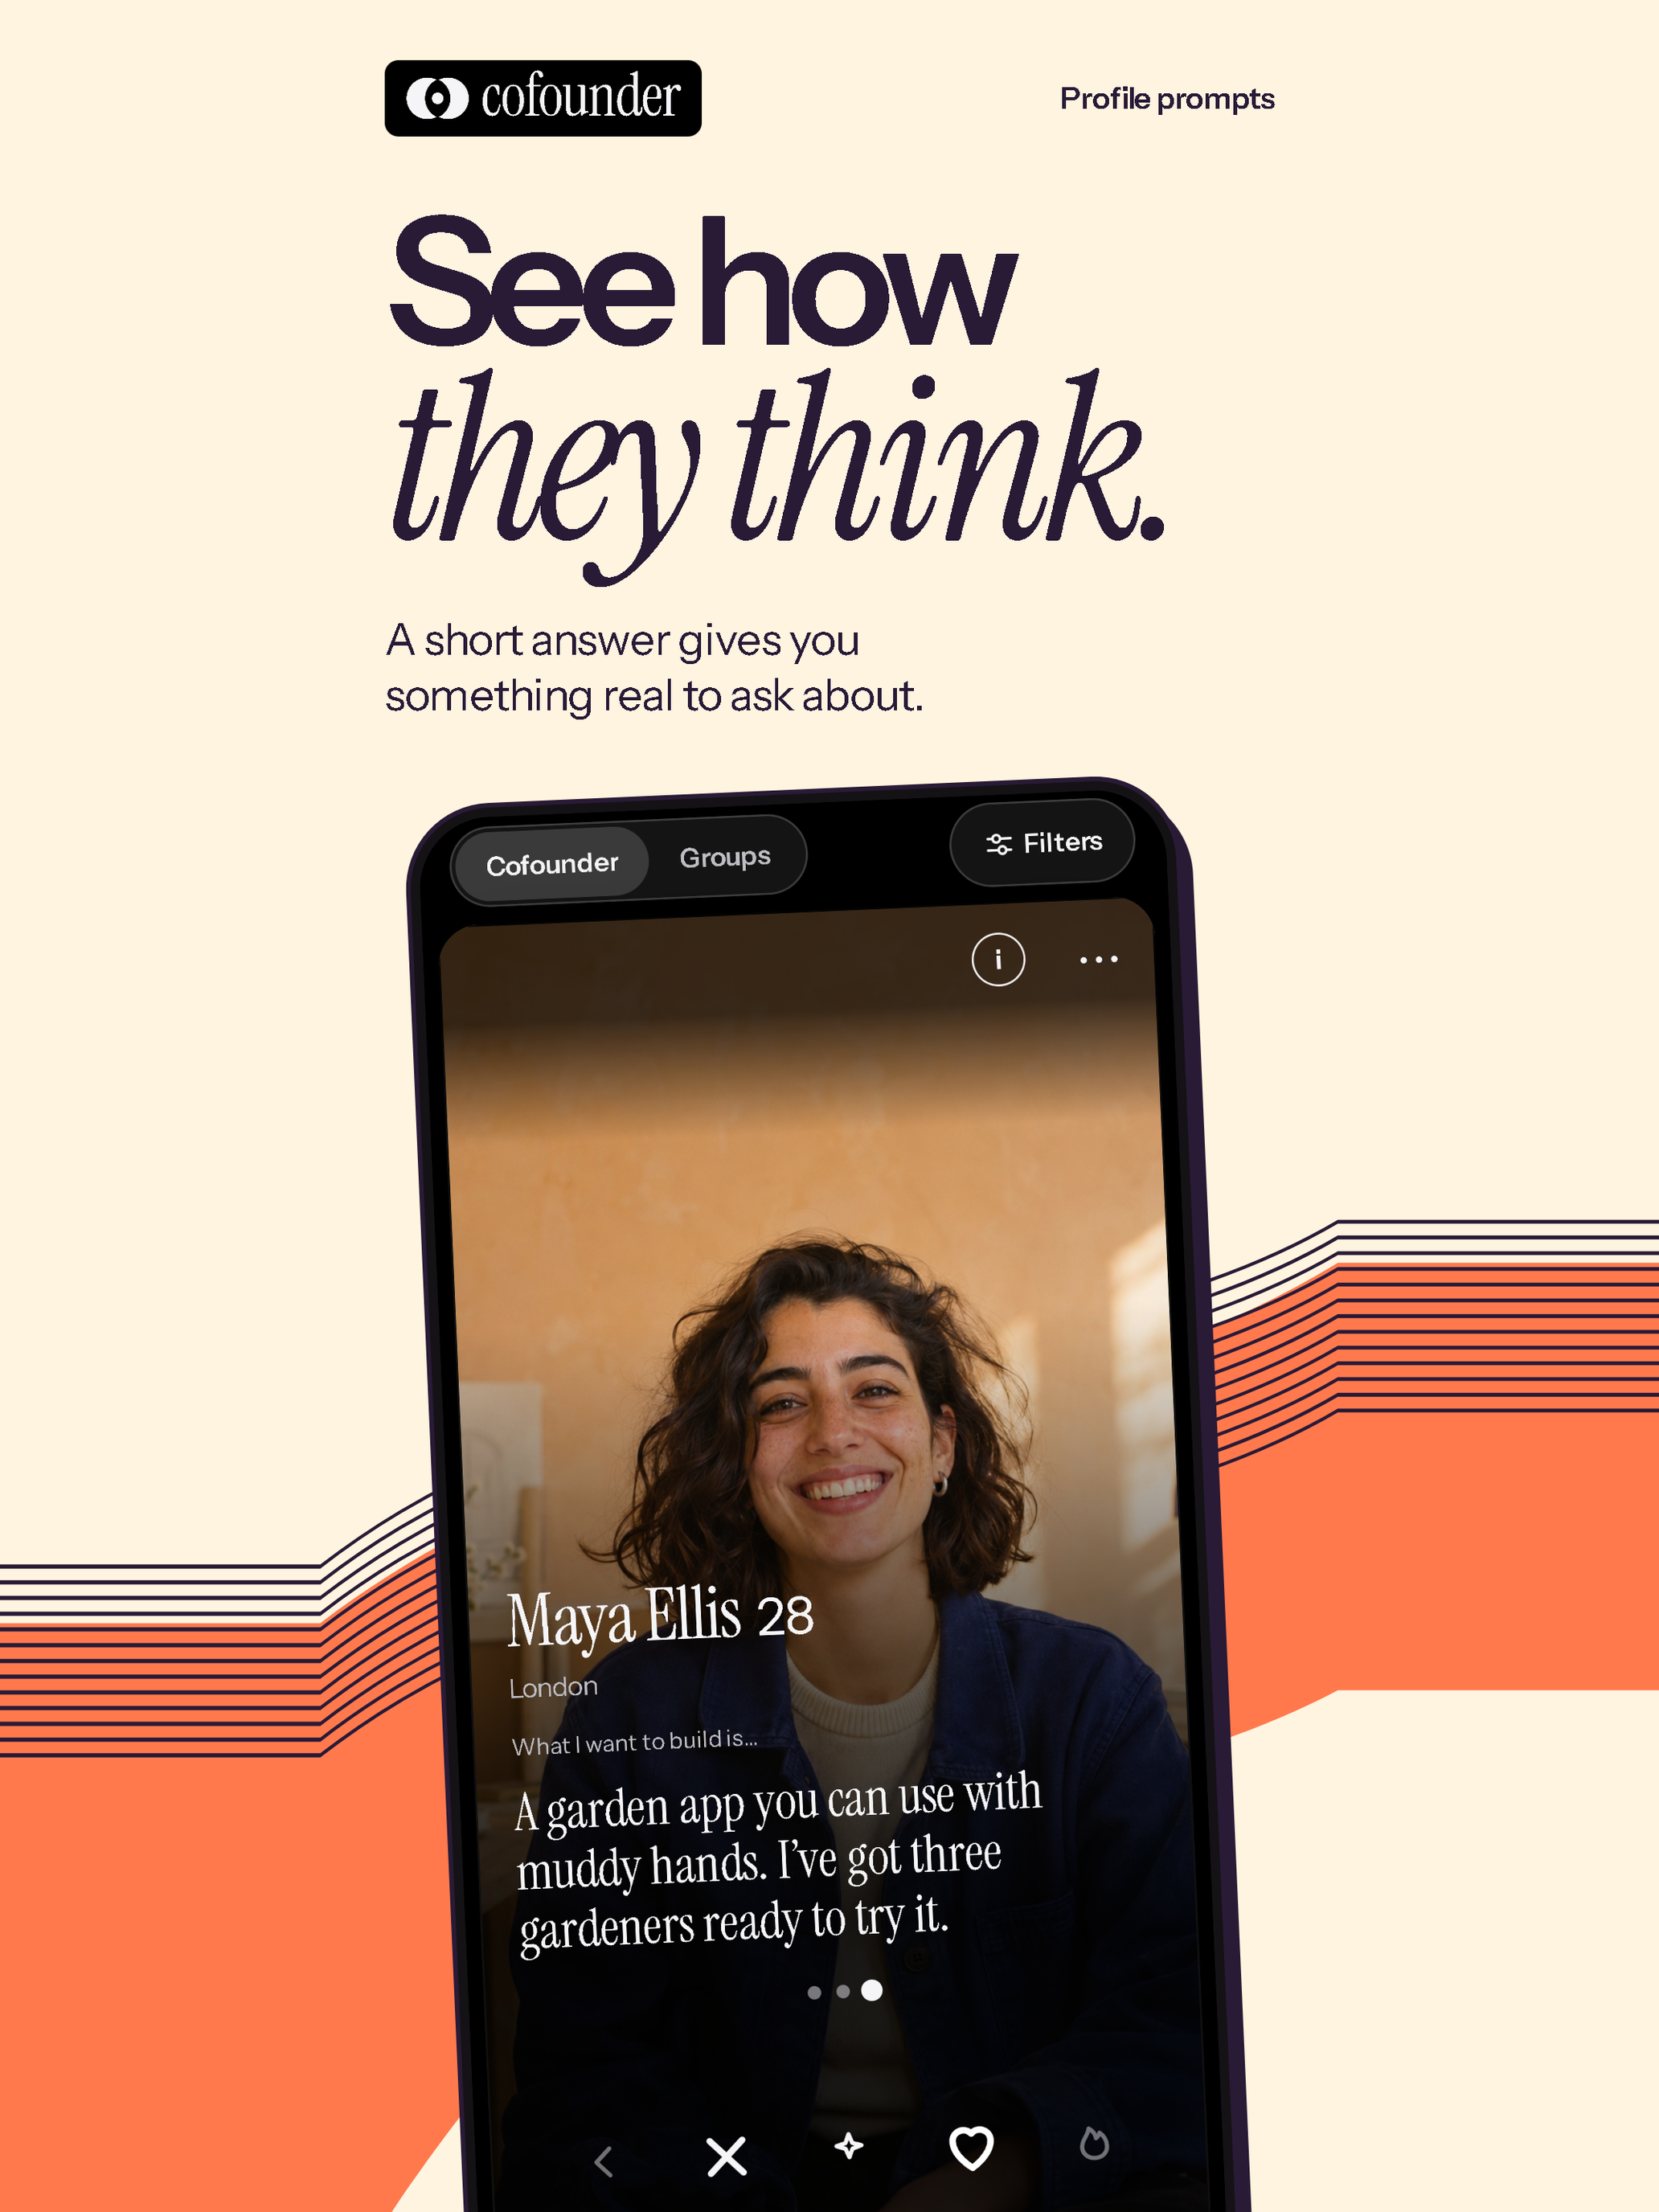 cofounder
Profile prompts
See how
they think.
A short answer gives you
something real to ask about.
Cofounder
Groups
Filters
i
Maya Ellis 28
London
What I want to build is...
A garden app you can use with
muddy hands. I’ve got three
gardeners ready to try it.